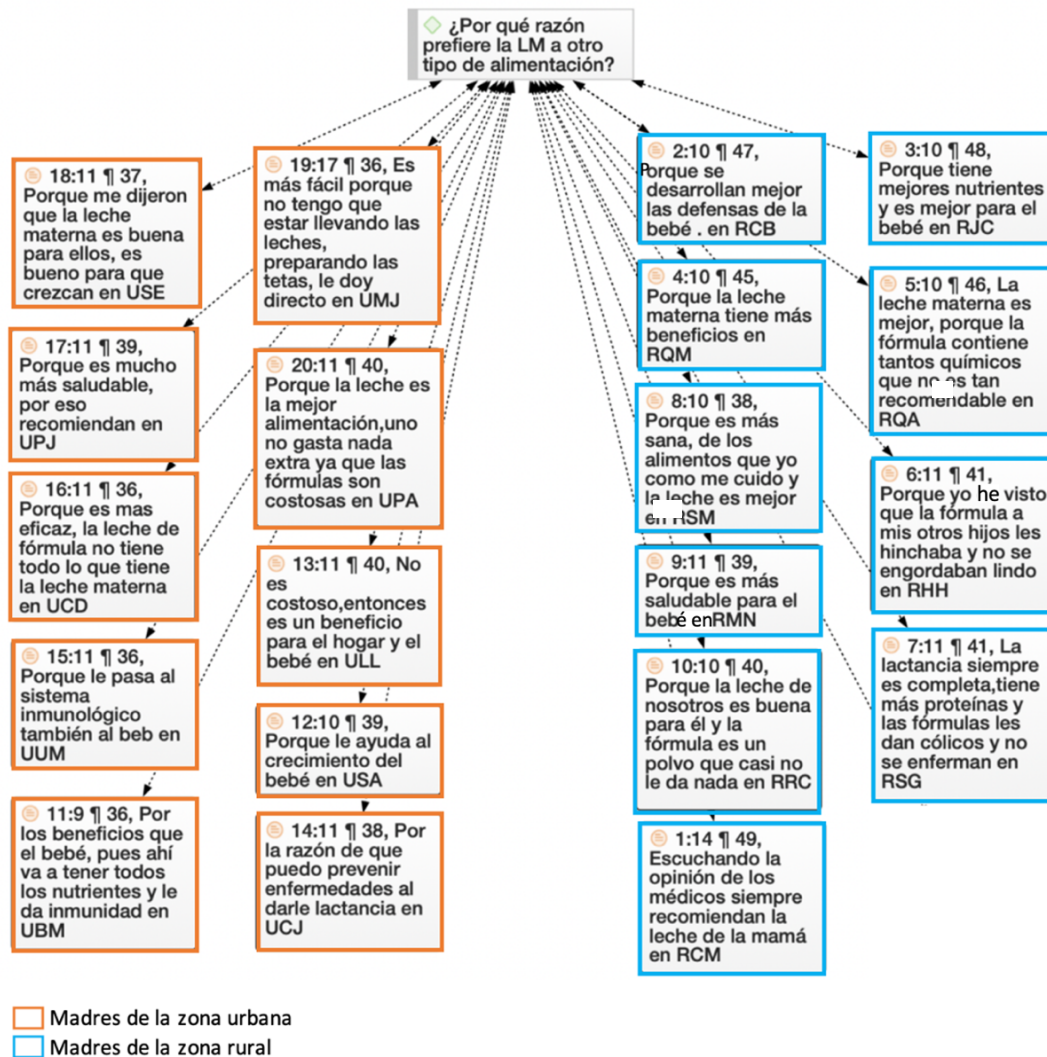 ¿Por qué razón
prefiere la LM a otro
tipo de alimentación?
18:11 ¶ 37,
Porque me dijeron
que la leche
materna es buena
para ellos, es
bueno para que
crezcan en USE
17:11 ¶ 39,
Porque es mucho
más saludable,
por eso
recomiendan en
UPJ
16:11 ¶ 36,
Porque es mas
eficaz, la leche de
fórmula no tiene
todo lo que tiene
la leche materna
en UCD
15:11 ¶ 36,
Porque le pasa al
sistema
inmunológico
también al beb en
UUM
11:9 ¶ 36, Por
los beneficios que
el bebé, pues ahí
va a tener todos
los nutrientes y le
da inmunidad en
UBM
19:17 ¶ 36, Es
más fácil porque
no tengo que
estar llevando las
leches,
preparando las
tetas, le doy
directo en UMJ
20:11 ¶ 40,
Porque la leche es
la mejor
alimentación,uno
no gasta nada
extra ya que las
fórmulas son
costosas en UPA
13:11 ¶ 40, No
es
costoso,entonces
es un beneficio
para el hogar y el
bebé en ULL
12:10 ¶ 39,
Porque le ayuda al
crecimiento del
bebé en USA
14:11 ¶ 38, Por
la razón de que
puedo prevenir
enfermedades al
darle lactancia en
UCJ
2:10 ¶ 47,
Porque se
desarrollan mejor
las defensas de la
bebé . en RCB
4:10 ¶ 45,
Porque la leche
materna tiene más
beneficios en
RQM
8:10 ¶ 38,
Porque es más
sana, de los
alimentos que yo
como me cuido y
la leche es mejor
en RSM
9:11 ¶ 39,
Porque es más
saludable para el
bebé enRMN
10:10 ¶ 40,
Porque la leche de
nosotros es buena
para él y la
fórmula es un
polvo que casi no
le da nada en RRC
1:14 ¶ 49,
Escuchando la
opinión de los
médicos siempre
recomiendan la
leche de la mamá
en RCM
3:10 ¶ 48,
Porque tiene
mejores nutrientes
y es mejor para el
bebé en RJC
5:10 ¶ 46, La
leche materna es
mejor, porque la
fórmula contiene
tantos químicos
que no es tan
recomendable en
RQA
6:11 ¶ 41,
Porque yo he visto
que la fórmula a
mis otros hijos les
hinchaba y no se
engordaban lindo
en RHH
7:11 ¶ 41, La
lactancia siempre
es completa,tiene
más proteínas y
las fórmulas les
dan cólicos y no
se enferman en
RSG
Madres de la zona urbana
Madres de la zona rural